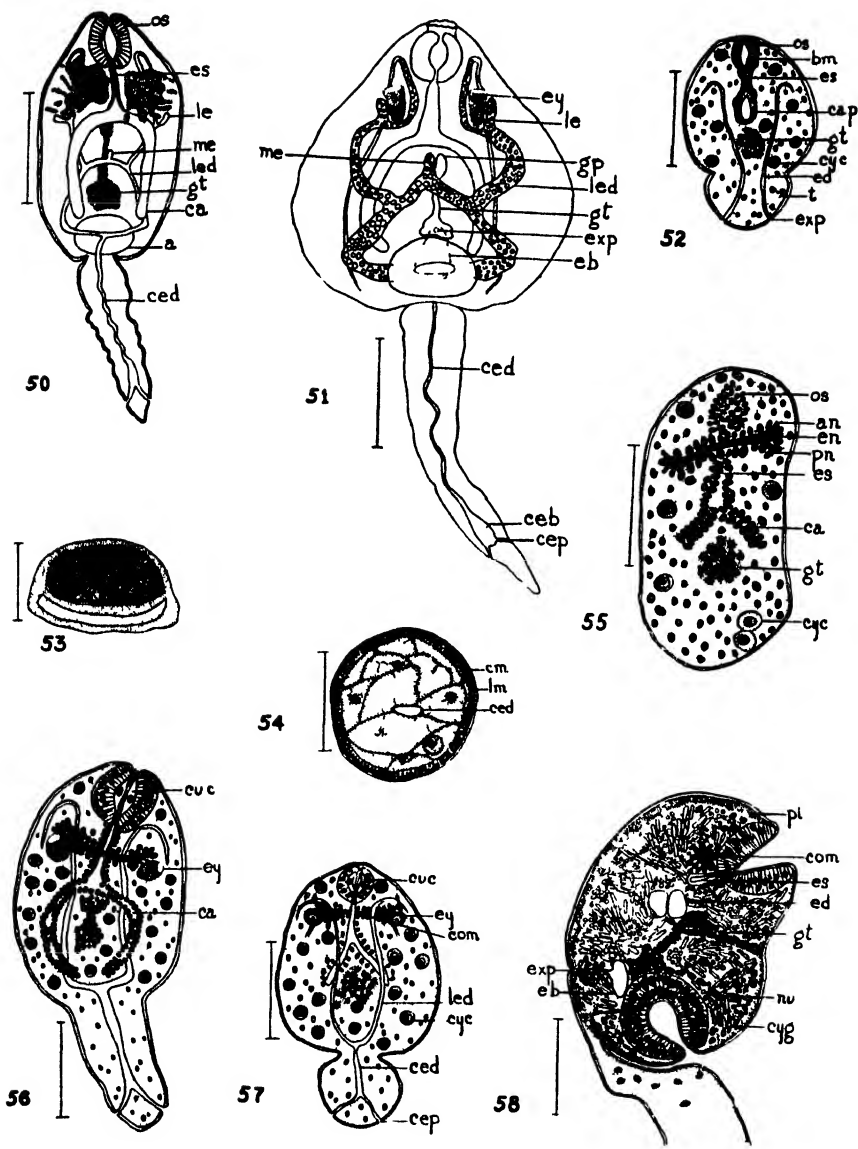 os
es
le
me
led
gt
ca
a
ced
50
ey
le
me
gp
led
gt
exp
eb
ced
ceb
cep
51
os
bm
es
cap
gt
cyc
ed
t
exp
52
53
cm
lm
ced
54
os
an
en
pn
es
ca
gt
cyc
55
cuc
ey
ca
56
cuc
ey
com
led
cyc
ced
cep
57
pl
com
es
ed
gt
exp
eb
nv
cyg
58